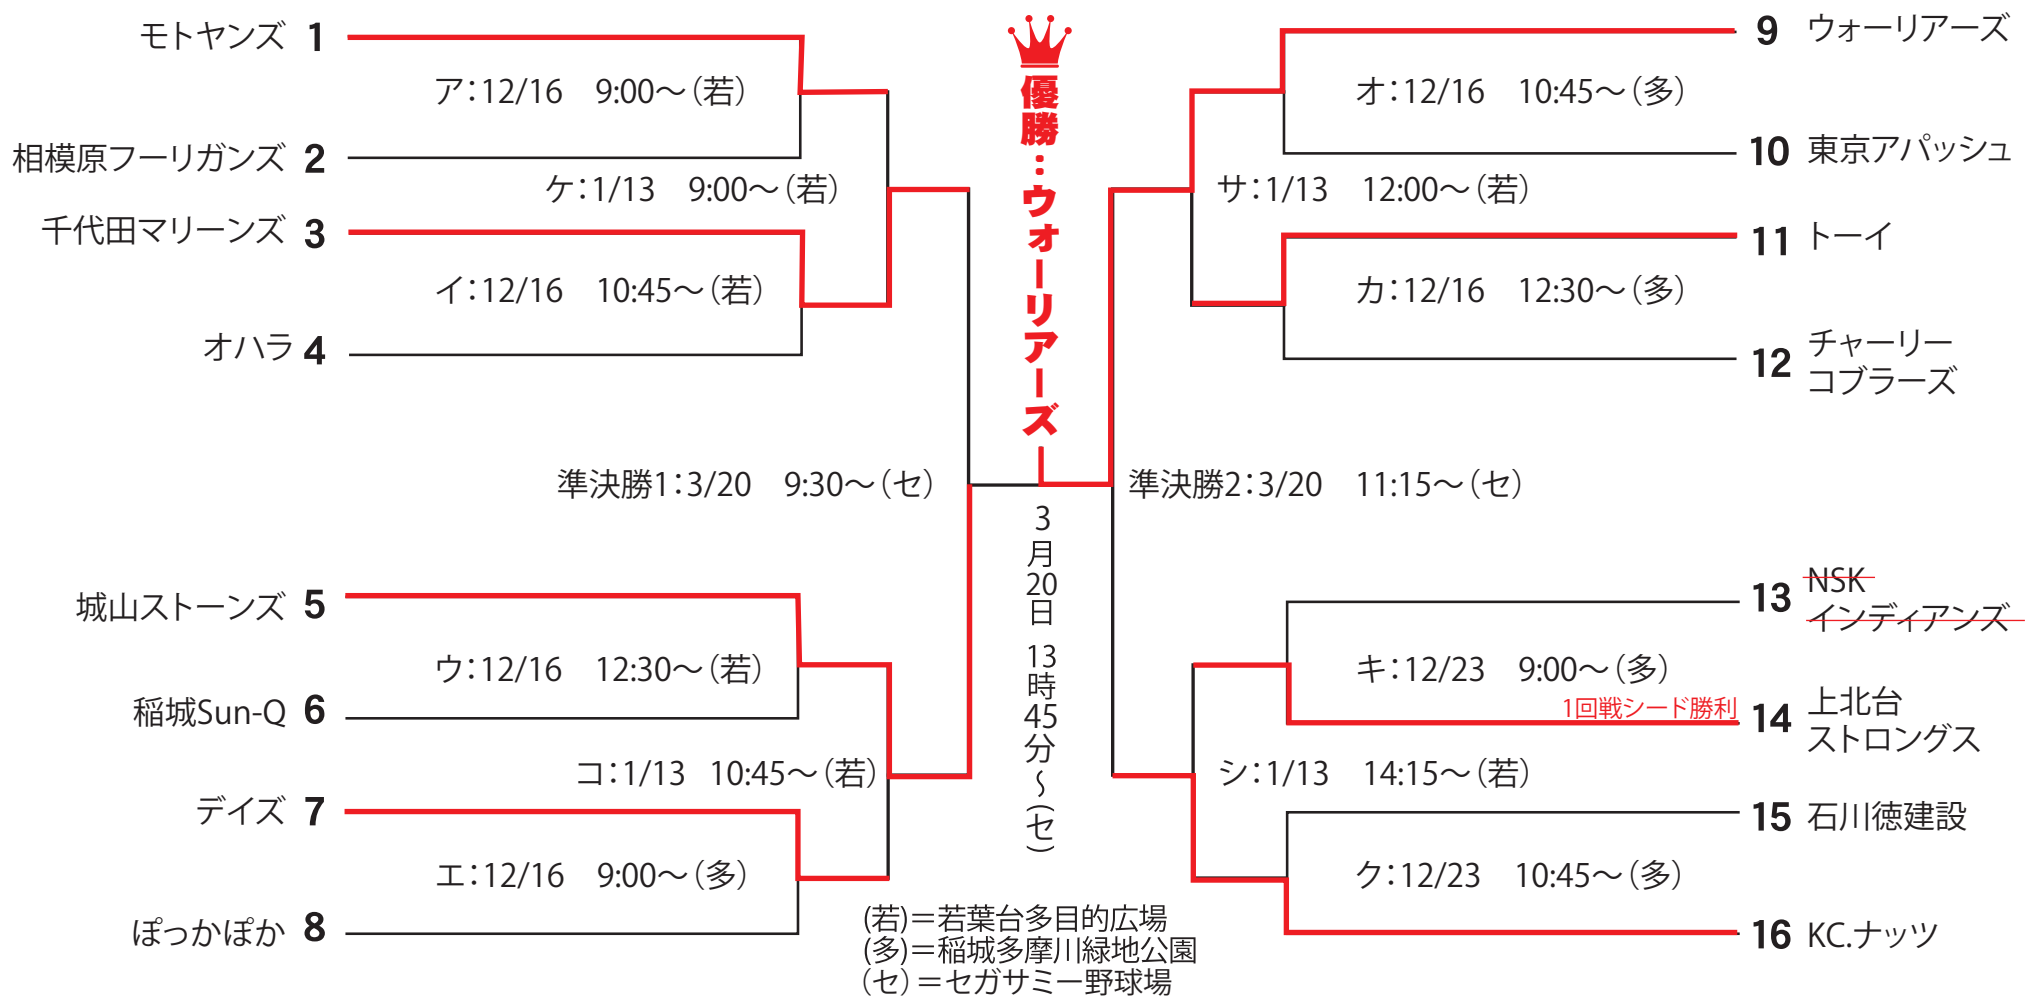 モトヤンズ 1
ア：12/16 9:00～（若）
相模原フーリガンズ 2
ケ：1/13 9:00～（若）
千代田マリーンズ 3
イ：12/16 10:45～（若）
オハラ 4
準決勝1：3/20 9:30～（セ）
城山ストーンズ 5
ウ：12/16 12:30～（若）
稲城Sun-Q 6
コ：1/13 10:45～（若）
デイズ 7
エ：12/16 9:00～（多）
ぽっかぽか 8
優勝：ウォーリアーズ
3月20日 13時45分～（セ）
9 ウォーリアーズ
オ：12/16 10:45～（多）
10 東京アパッシュ
サ：1/13 12:00～（若）
11 トーイ
カ：12/16 12:30～（多）
12 チャーリー
コブラーズ
準決勝2：3/20 11:15～（セ）
13 NSK
インディアンズ
キ：12/23 9:00～（多）
1回戦シード勝利
14 上北台
ストロングス
シ：1/13 14:15～（若）
15 石川徳建設
ク：12/23 10:45～（多）
16 KC.ナッツ
(若)＝若葉台多目的広場
(多)＝稲城多摩川緑地公園
（セ）＝セガサミー野球場